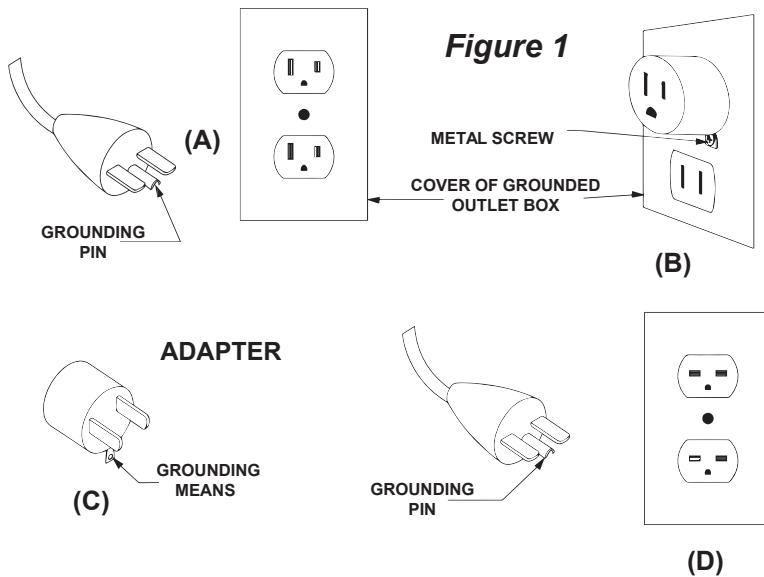 Figure 1
(A)
METAL SCREW
COVER OF GROUNDED
OUTLET BOX
GROUNDING
PIN
(B)
ADAPTER
GROUNDING
MEANS
(C)
GROUNDING
PIN
(D)